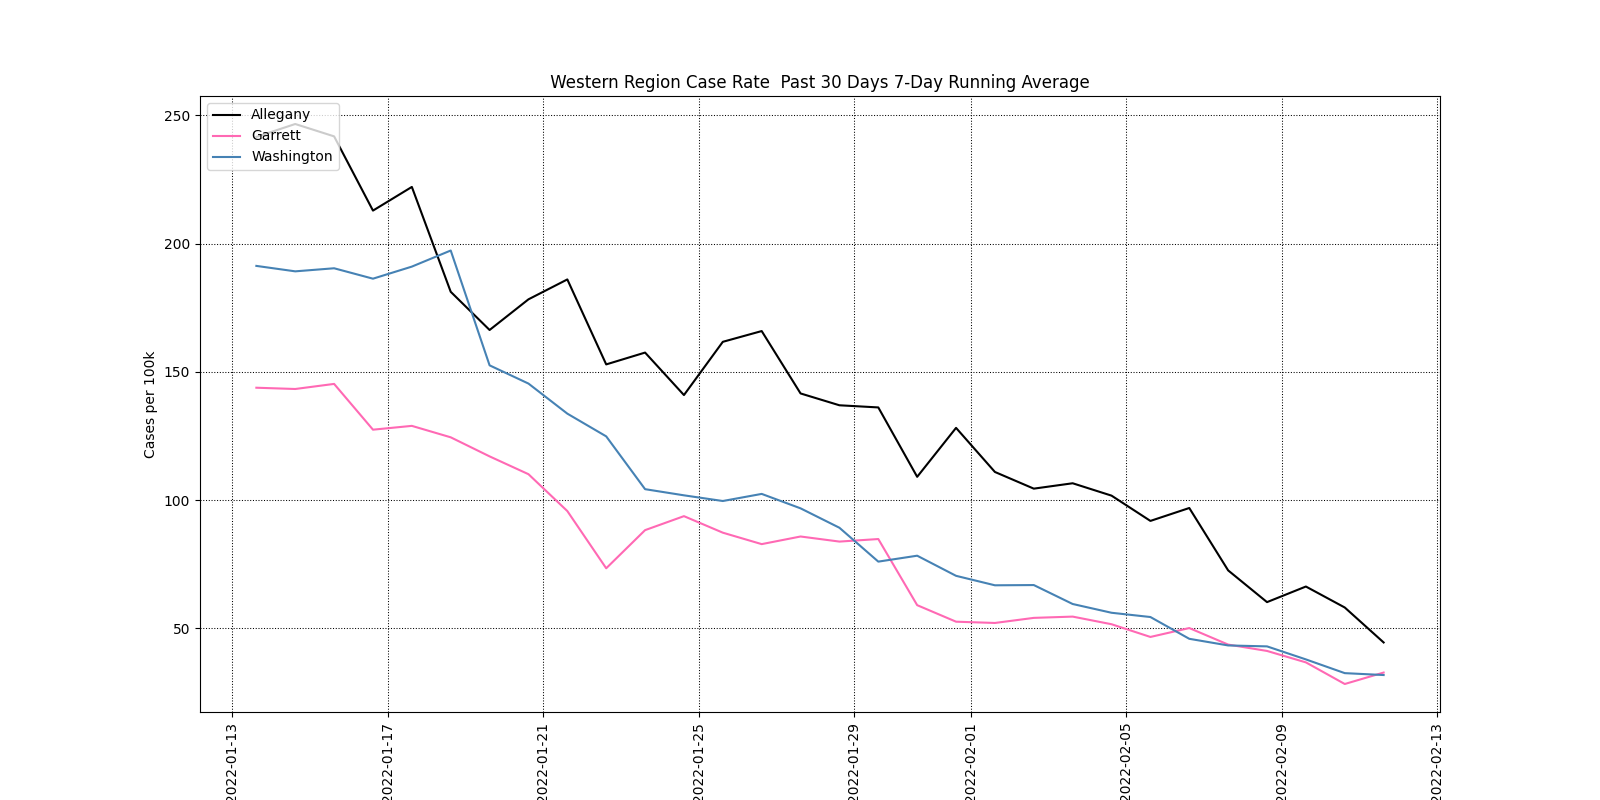 Western Region Case Rate  Past 30 Days 7-Day Running Average
Allegany
Garrett
Washington
Cases per 100k
250
200
150
100
50
2022-01-13
2022-01-17
2022-01-21
2022-01-25
2022-01-29
2022-02-01
2022-02-05
2022-02-09
2022-02-13